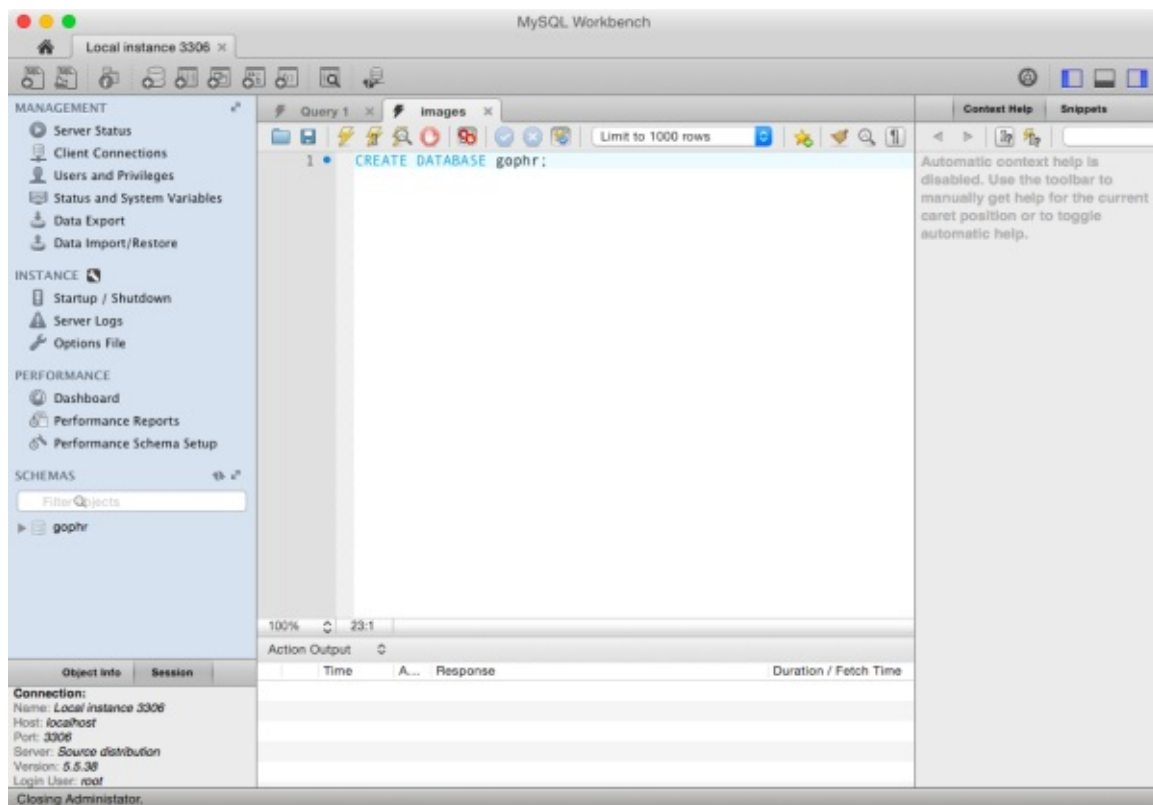 MySQL Workbench
Local instance 3306
MANAGEMENT
Server Status
Client Connections
Users and Privileges
Status and System Variables
Data Export
Data Import/Restore
INSTANCE
Startup / Shutdown
Server Logs
Options File
PERFORMANCE
Dashboard
Performance Reports
Performance Schema Setup
SCHEMAS
Filter objects
gophr
Object Info Session
Connection:
Name: Local instance 3306
Host: localhost
Port: 3306
Server: Source distribution
Version: 5.5.38
Login User: root
Closing Administator.
Query 1 images
Limit to 1000 rows
1 CREATE DATABASE gophr;
100% 23:1
Action Output
Time A... Response Duration / Fetch Time
Context Help Snippets
Automatic context help is
disabled. Use the toolbar to
manually get help for the current
caret position or to toggle
automatic help.